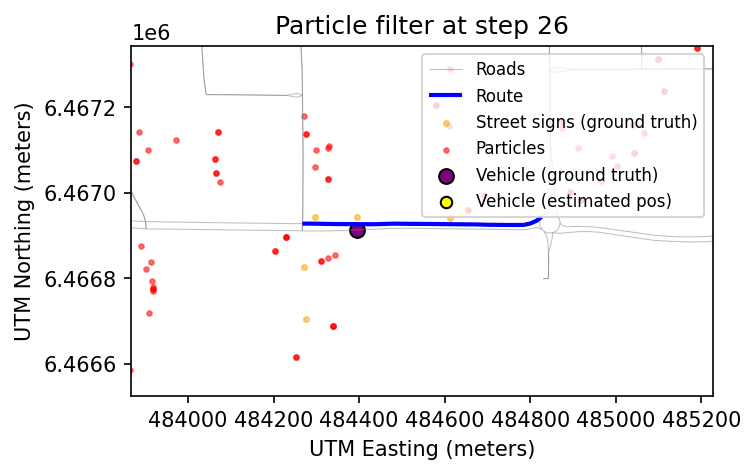 Particle filter at step 26
1e6
6.4672
6.4670
6.4668
6.4666
UTM Northing (meters)
Roads
Route
Street signs (ground truth)
Particles
Vehicle (ground truth)
Vehicle (estimated pos)
484000 484200 484400 484600 484800 485000 485200
UTM Easting (meters)